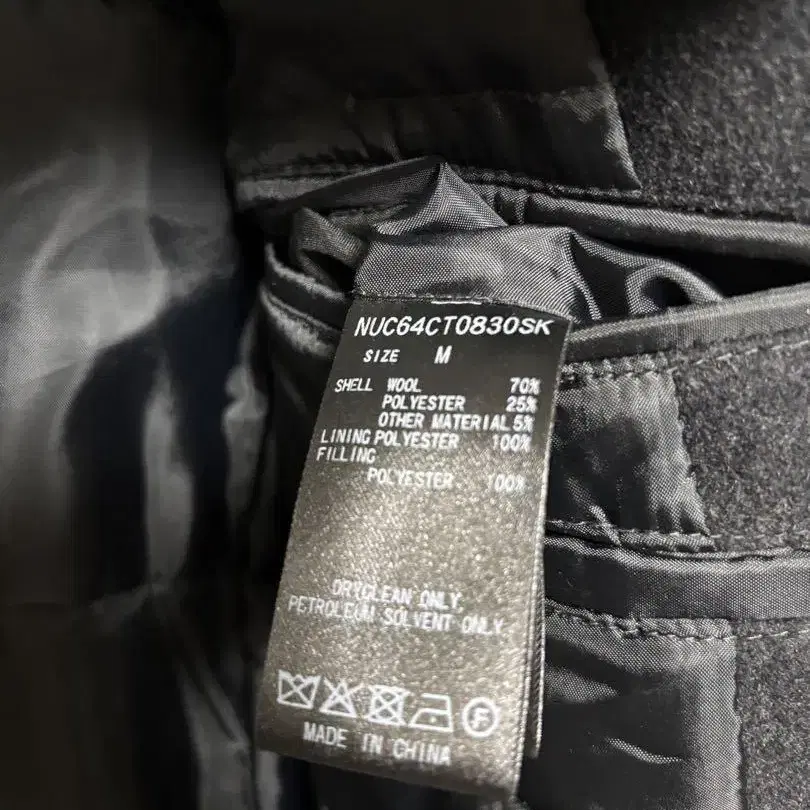 NUC64CT0830SK
SIZE M
SHELL WOOL 70%
POLYESTER 25%
OTHER MATERIAL 5%
LINING POLYESTER 100%
FILLING
POLYESTER 100%
DRYCLEAN ONLY,
PETROLEUM SOLVENT ONLY.
F
MADE IN CHINA